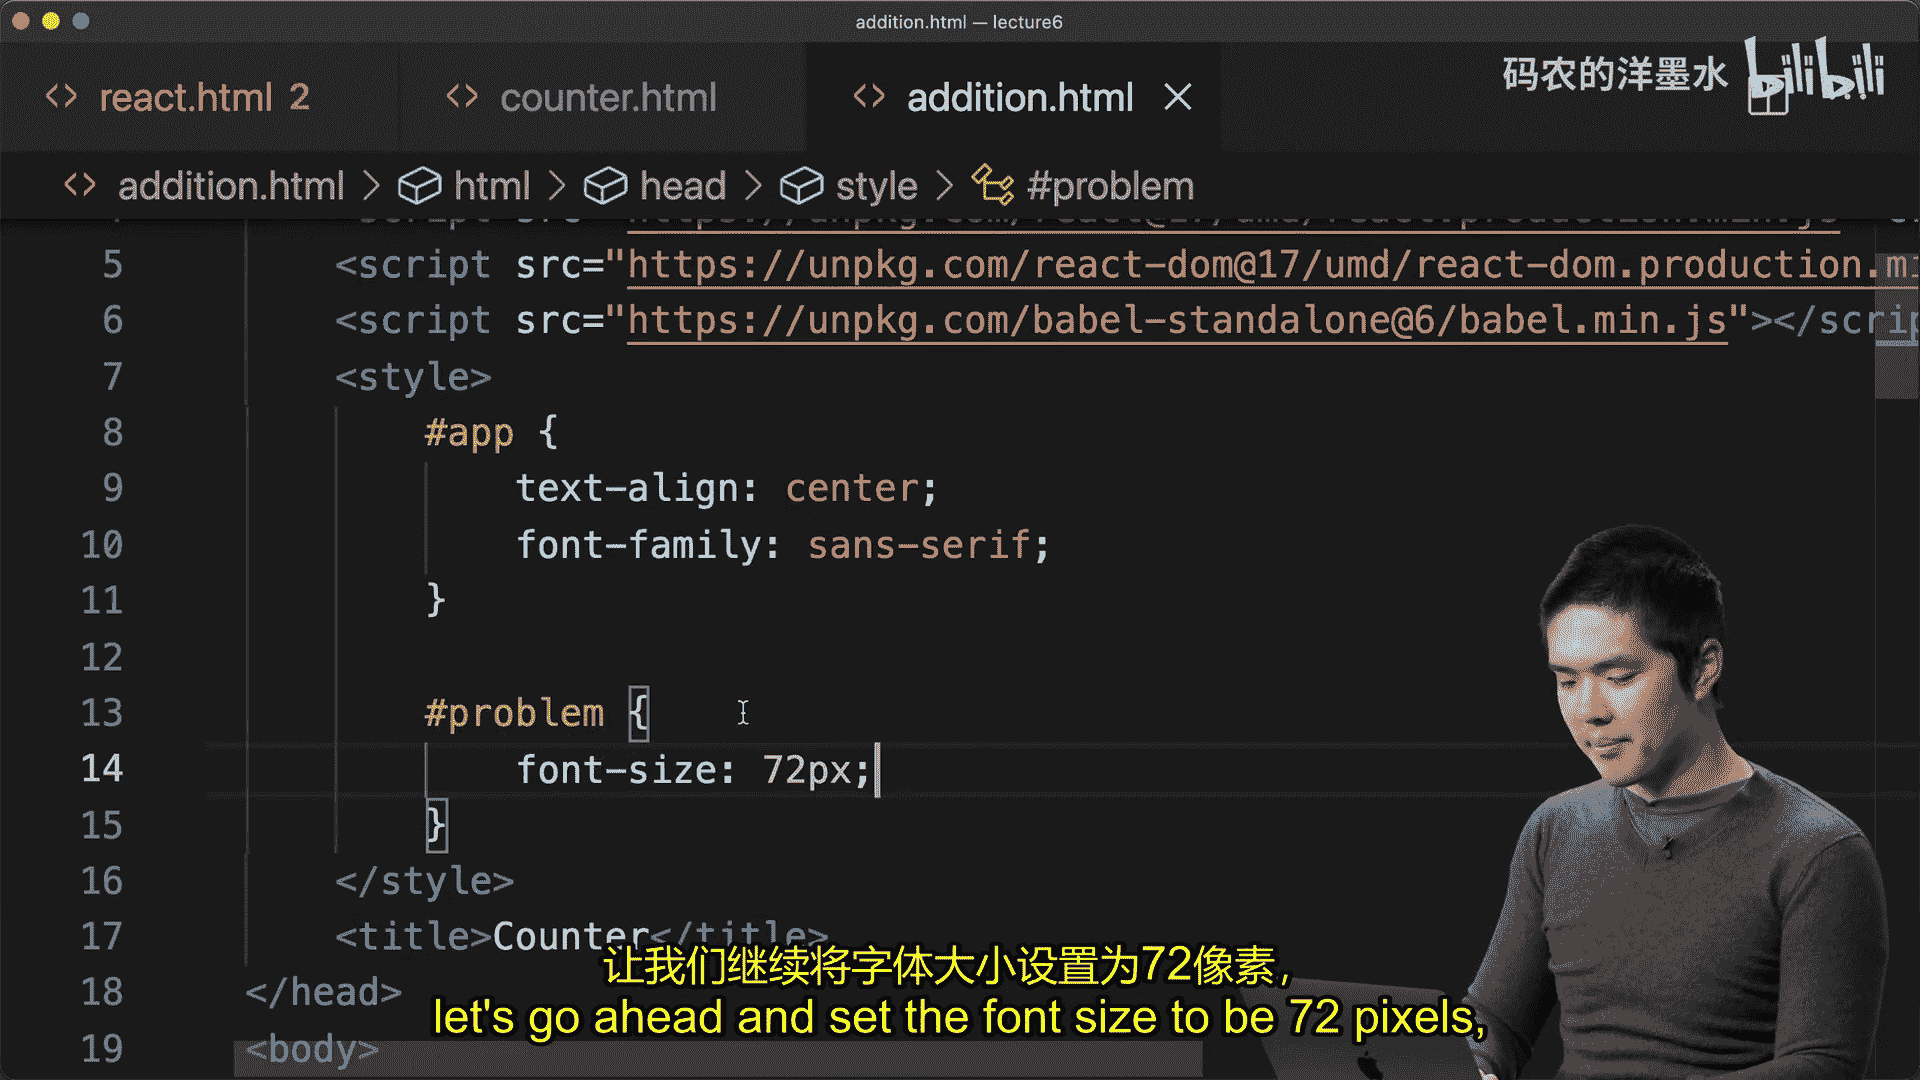 addition.html — lecture6
react.html 2
counter.html
addition.html
码农的洋墨水 bilibili
addition.html > html > head > style > #problem
5 <script src="https://unpkg.com/react-dom@17/umd/react-dom.production.mi
6 <script src="https://unpkg.com/babel-standalone@6/babel.min.js"></scrip
7 <style>
8 #app {
9 text-align: center;
10 font-family: sans-serif;
11 }
12
13 #problem {
14 font-size: 72px;
15 }
16 </style>
17 <title>Counter</title>
18 </head>
19 <body>
让我们继续将字体大小设置为72像素，
let's go ahead and set the font size to be 72 pixels,